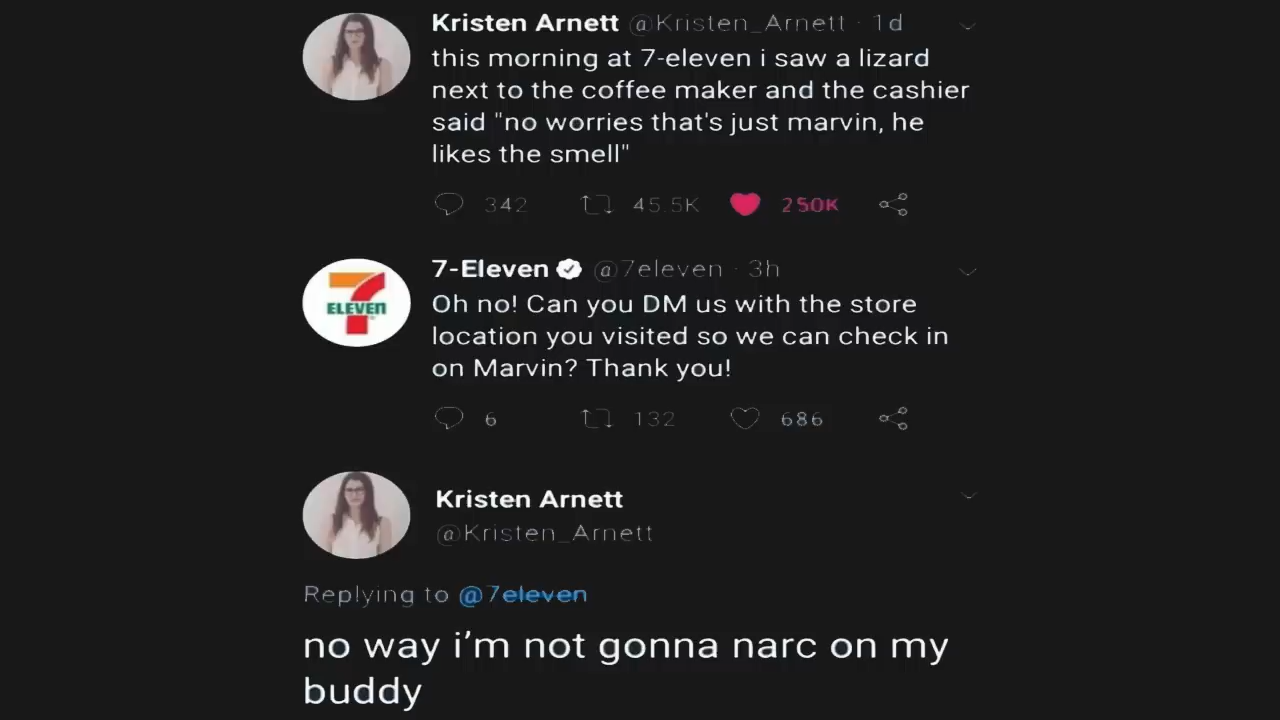 Kristen Arnett @Kristen_Arnett · 1d
this morning at 7-eleven i saw a lizard
next to the coffee maker and the cashier
said "no worries that's just marvin, he
likes the smell"
342 45.5K 250K
7-Eleven @7eleven · 3h
7 ELEVEN
Oh no! Can you DM us with the store
location you visited so we can check in
on Marvin? Thank you!
6 132 686
Kristen Arnett
@Kristen_Arnett
Replying to @7eleven
no way i’m not gonna narc on my
buddy